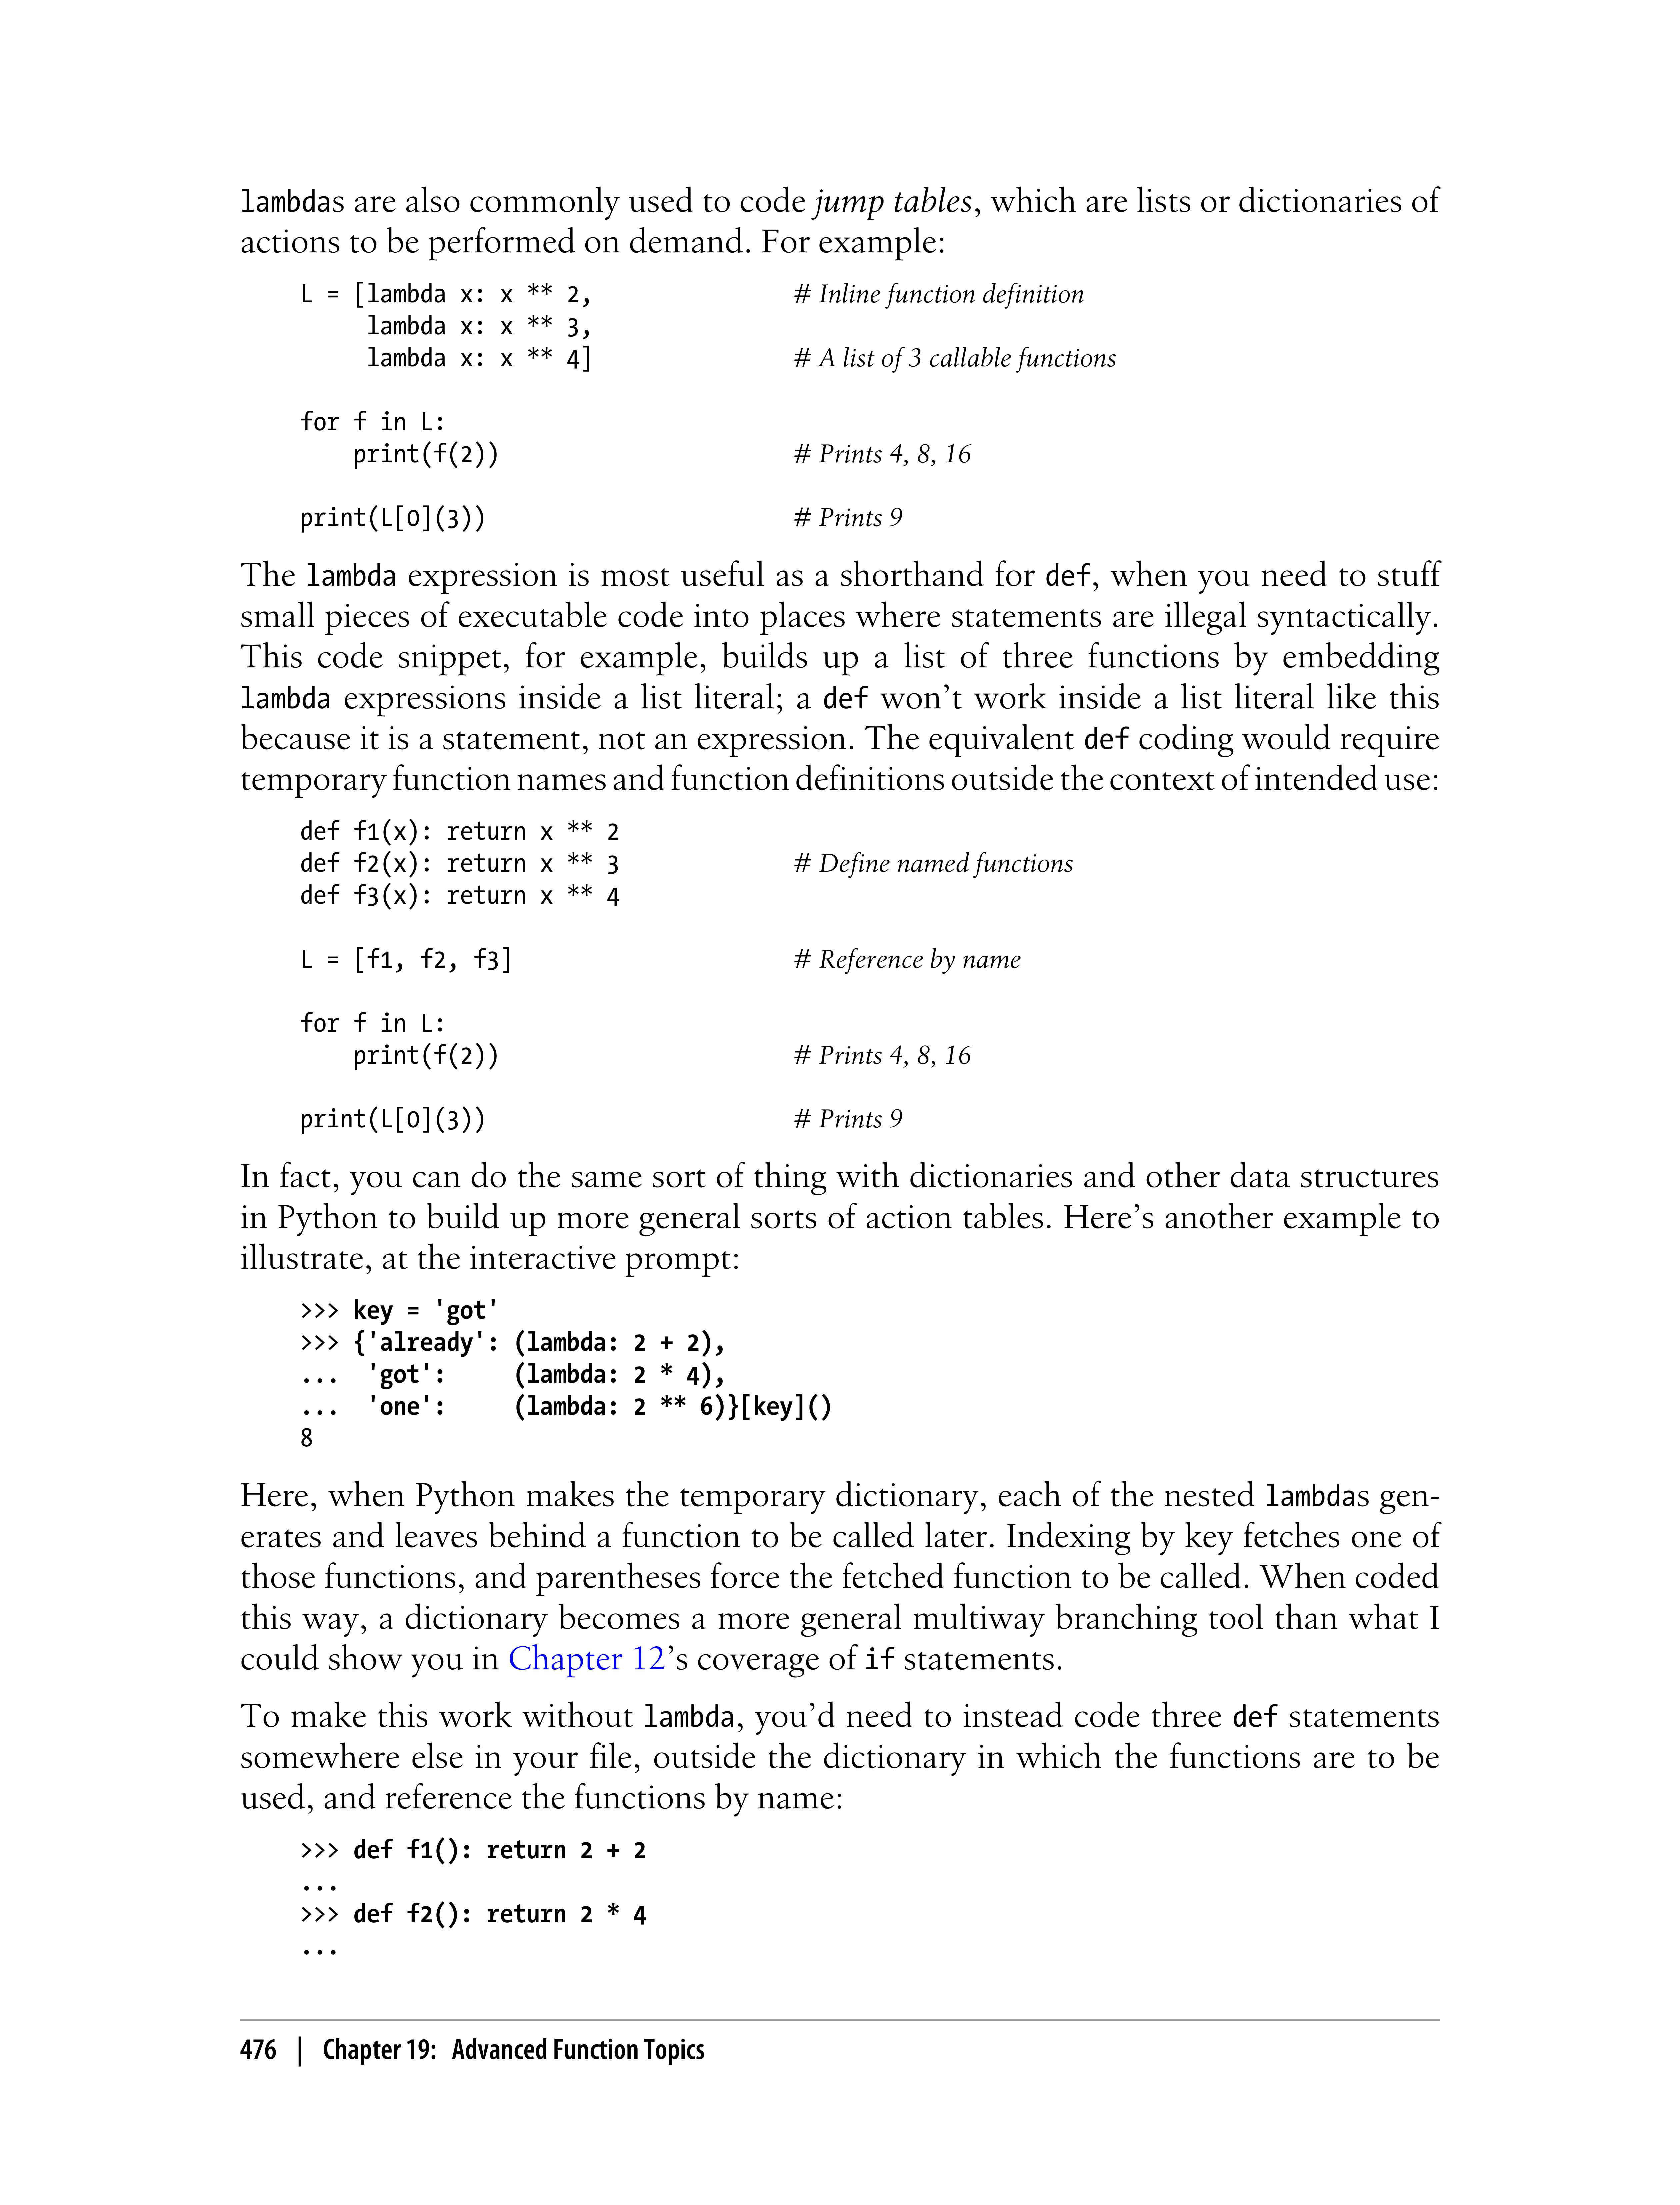 lambdas are also commonly used to code jump tables, which are lists or dictionaries of
actions to be performed on demand. For example:
L = [lambda x: x ** 2, # Inline function definition
lambda x: x ** 3,
lambda x: x ** 4] # A list of 3 callable functions
for f in L:
print(f(2)) # Prints 4, 8, 16
print(L[0](3)) # Prints 9
The lambda expression is most useful as a shorthand for def, when you need to stuff
small pieces of executable code into places where statements are illegal syntactically.
This code snippet, for example, builds up a list of three functions by embedding
lambda expressions inside a list literal; a def won’t work inside a list literal like this
because it is a statement, not an expression. The equivalent def coding would require
temporary function names and function definitions outside the context of intended use:
def f1(x): return x ** 2
def f2(x): return x ** 3 # Define named functions
def f3(x): return x ** 4
L = [f1, f2, f3] # Reference by name
for f in L:
print(f(2)) # Prints 4, 8, 16
print(L[0](3)) # Prints 9
In fact, you can do the same sort of thing with dictionaries and other data structures
in Python to build up more general sorts of action tables. Here’s another example to
illustrate, at the interactive prompt:
>>> key = 'got'
>>> {'already': (lambda: 2 + 2),
... 'got': (lambda: 2 * 4),
... 'one': (lambda: 2 ** 6)}[key]()
8
Here, when Python makes the temporary dictionary, each of the nested lambdas gen-
erates and leaves behind a function to be called later. Indexing by key fetches one of
those functions, and parentheses force the fetched function to be called. When coded
this way, a dictionary becomes a more general multiway branching tool than what I
could show you in Chapter 12’s coverage of if statements.
To make this work without lambda, you’d need to instead code three def statements
somewhere else in your file, outside the dictionary in which the functions are to be
used, and reference the functions by name:
>>> def f1(): return 2 + 2
...
>>> def f2(): return 2 * 4
...
476 | Chapter 19: Advanced Function Topics